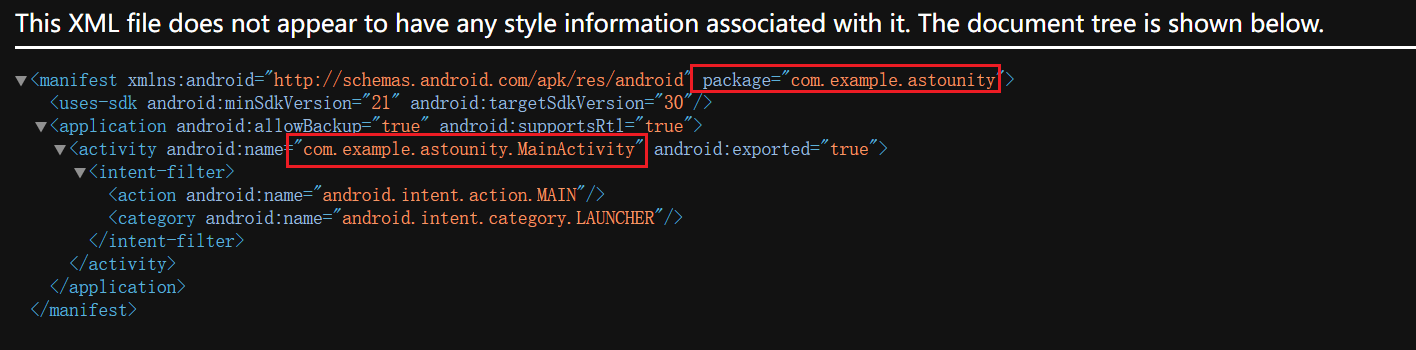 This XML file does not appear to have any style information associated with it. The document tree is shown below.
▼<manifest xmlns:android="http://schemas.android.com/apk/res/android" package="com.example.astounity">
<uses-sdk android:minSdkVersion="21" android:targetSdkVersion="30"/>
▼<application android:allowBackup="true" android:supportsRtl="true">
▼<activity android:name="com.example.astounity.MainActivity" android:exported="true">
▼<intent-filter>
<action android:name="android.intent.action.MAIN"/>
<category android:name="android.intent.category.LAUNCHER"/>
</intent-filter>
</activity>
</application>
</manifest>